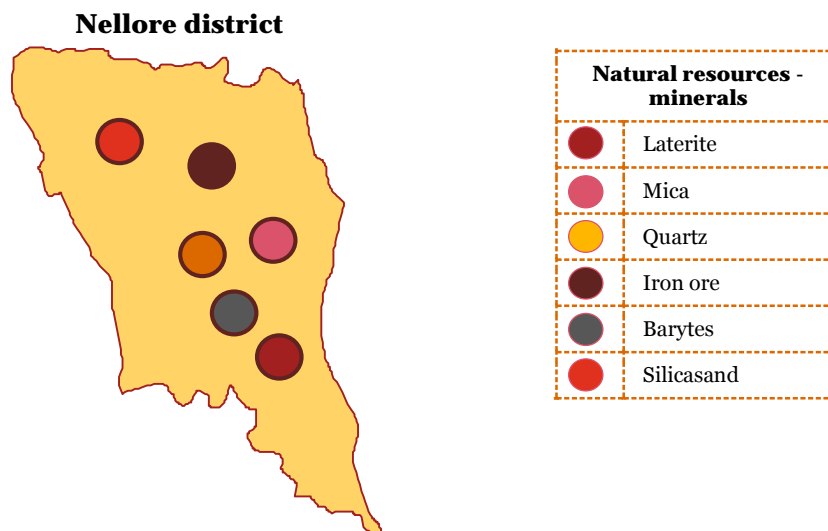 Nellore district
Natural resources -
minerals
Laterite
Mica
Quartz
Iron ore
Barytes
Silicasand